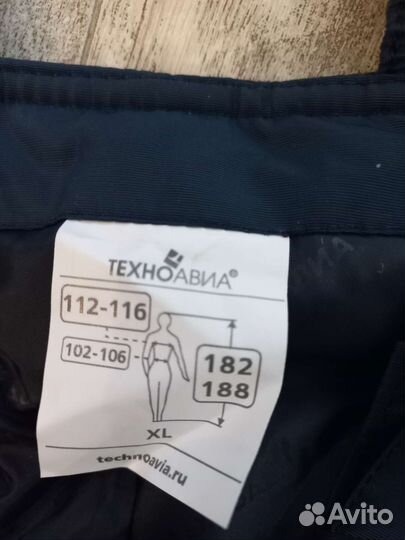 ТЕХНОАВИА®
112-116
102-106
182
188
XL
technoavia.ru
Avito